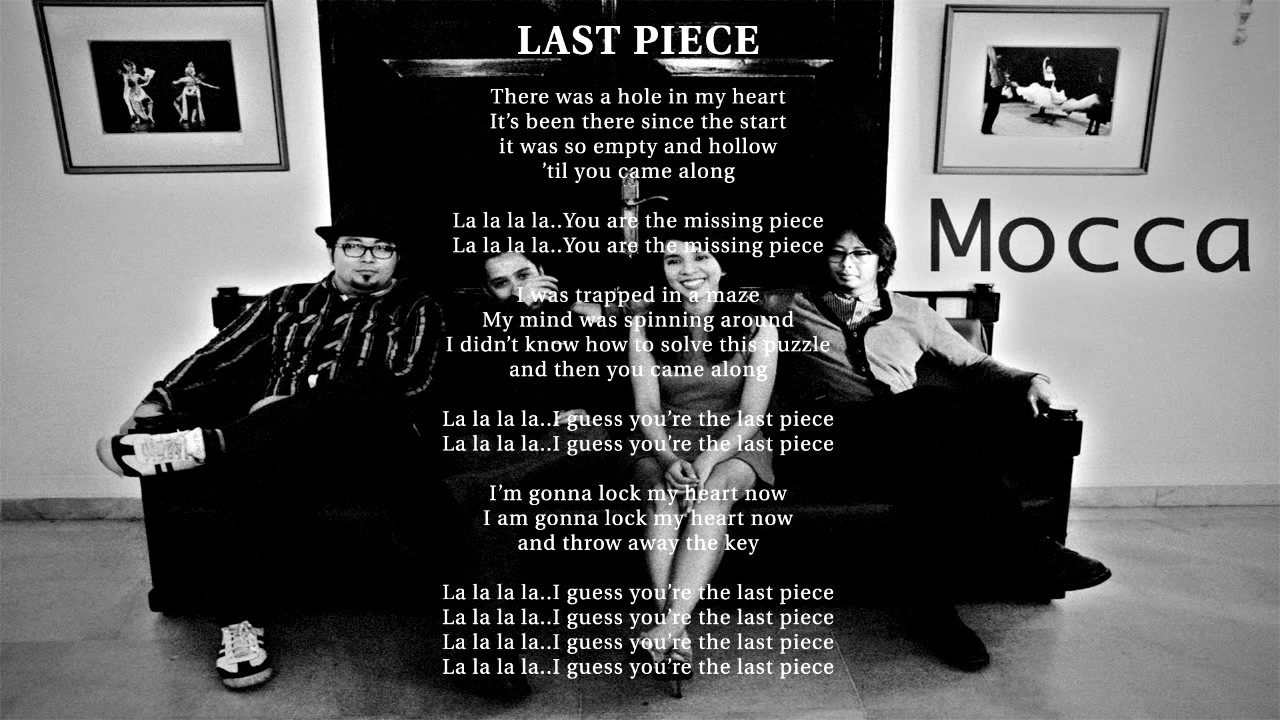 LAST PIECE
There was a hole in my heart
It's been there since the start
it was so empty and hollow
'til you came along
La la la la..You are the missing piece
La la la la..You are the missing piece
I was trapped in a maze
My mind was spinning around
I didn't know how to solve this puzzle
and then you came along
La la la la..I guess you're the last piece
La la la la..I guess you're the last piece
I'm gonna lock my heart now
I am gonna lock my heart now
and throw away the key
La la la la..I guess you're the last piece
La la la la..I guess you're the last piece
La la la la..I guess you're the last piece
La la la la..I guess you're the last piece
Mocca